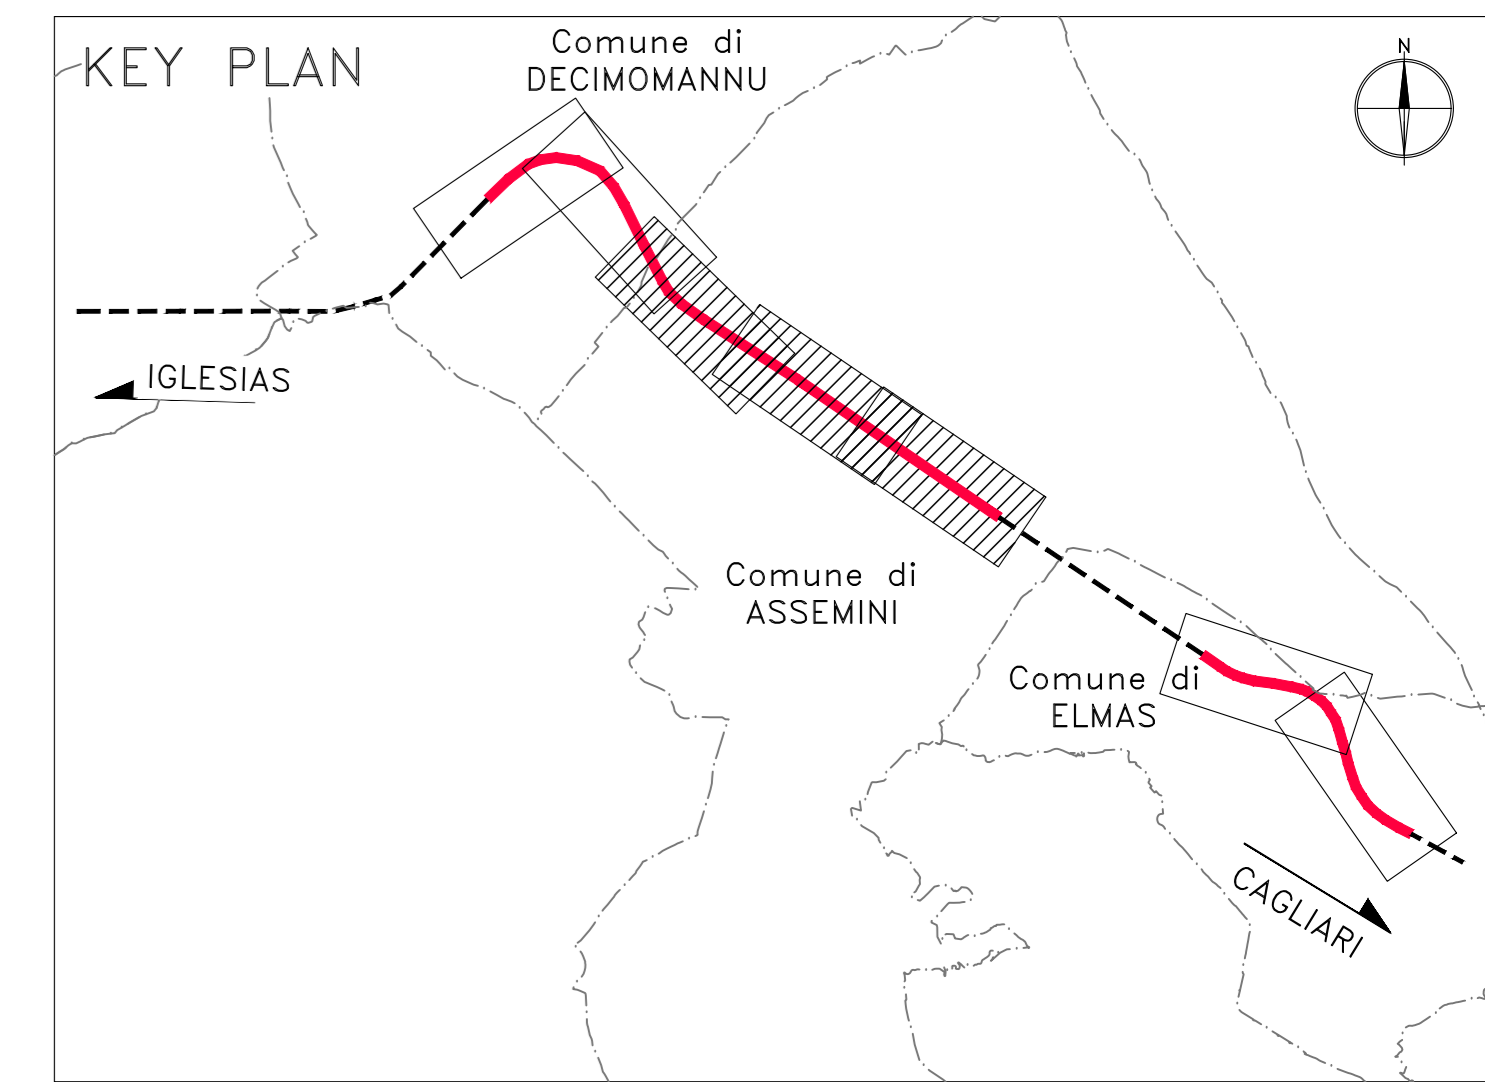 KEY PLAN
Comune di
DECIMOMANNU
N
IGLESIAS
Comune di
ASSEMINI
Comune di
ELMAS
CAGLIARI